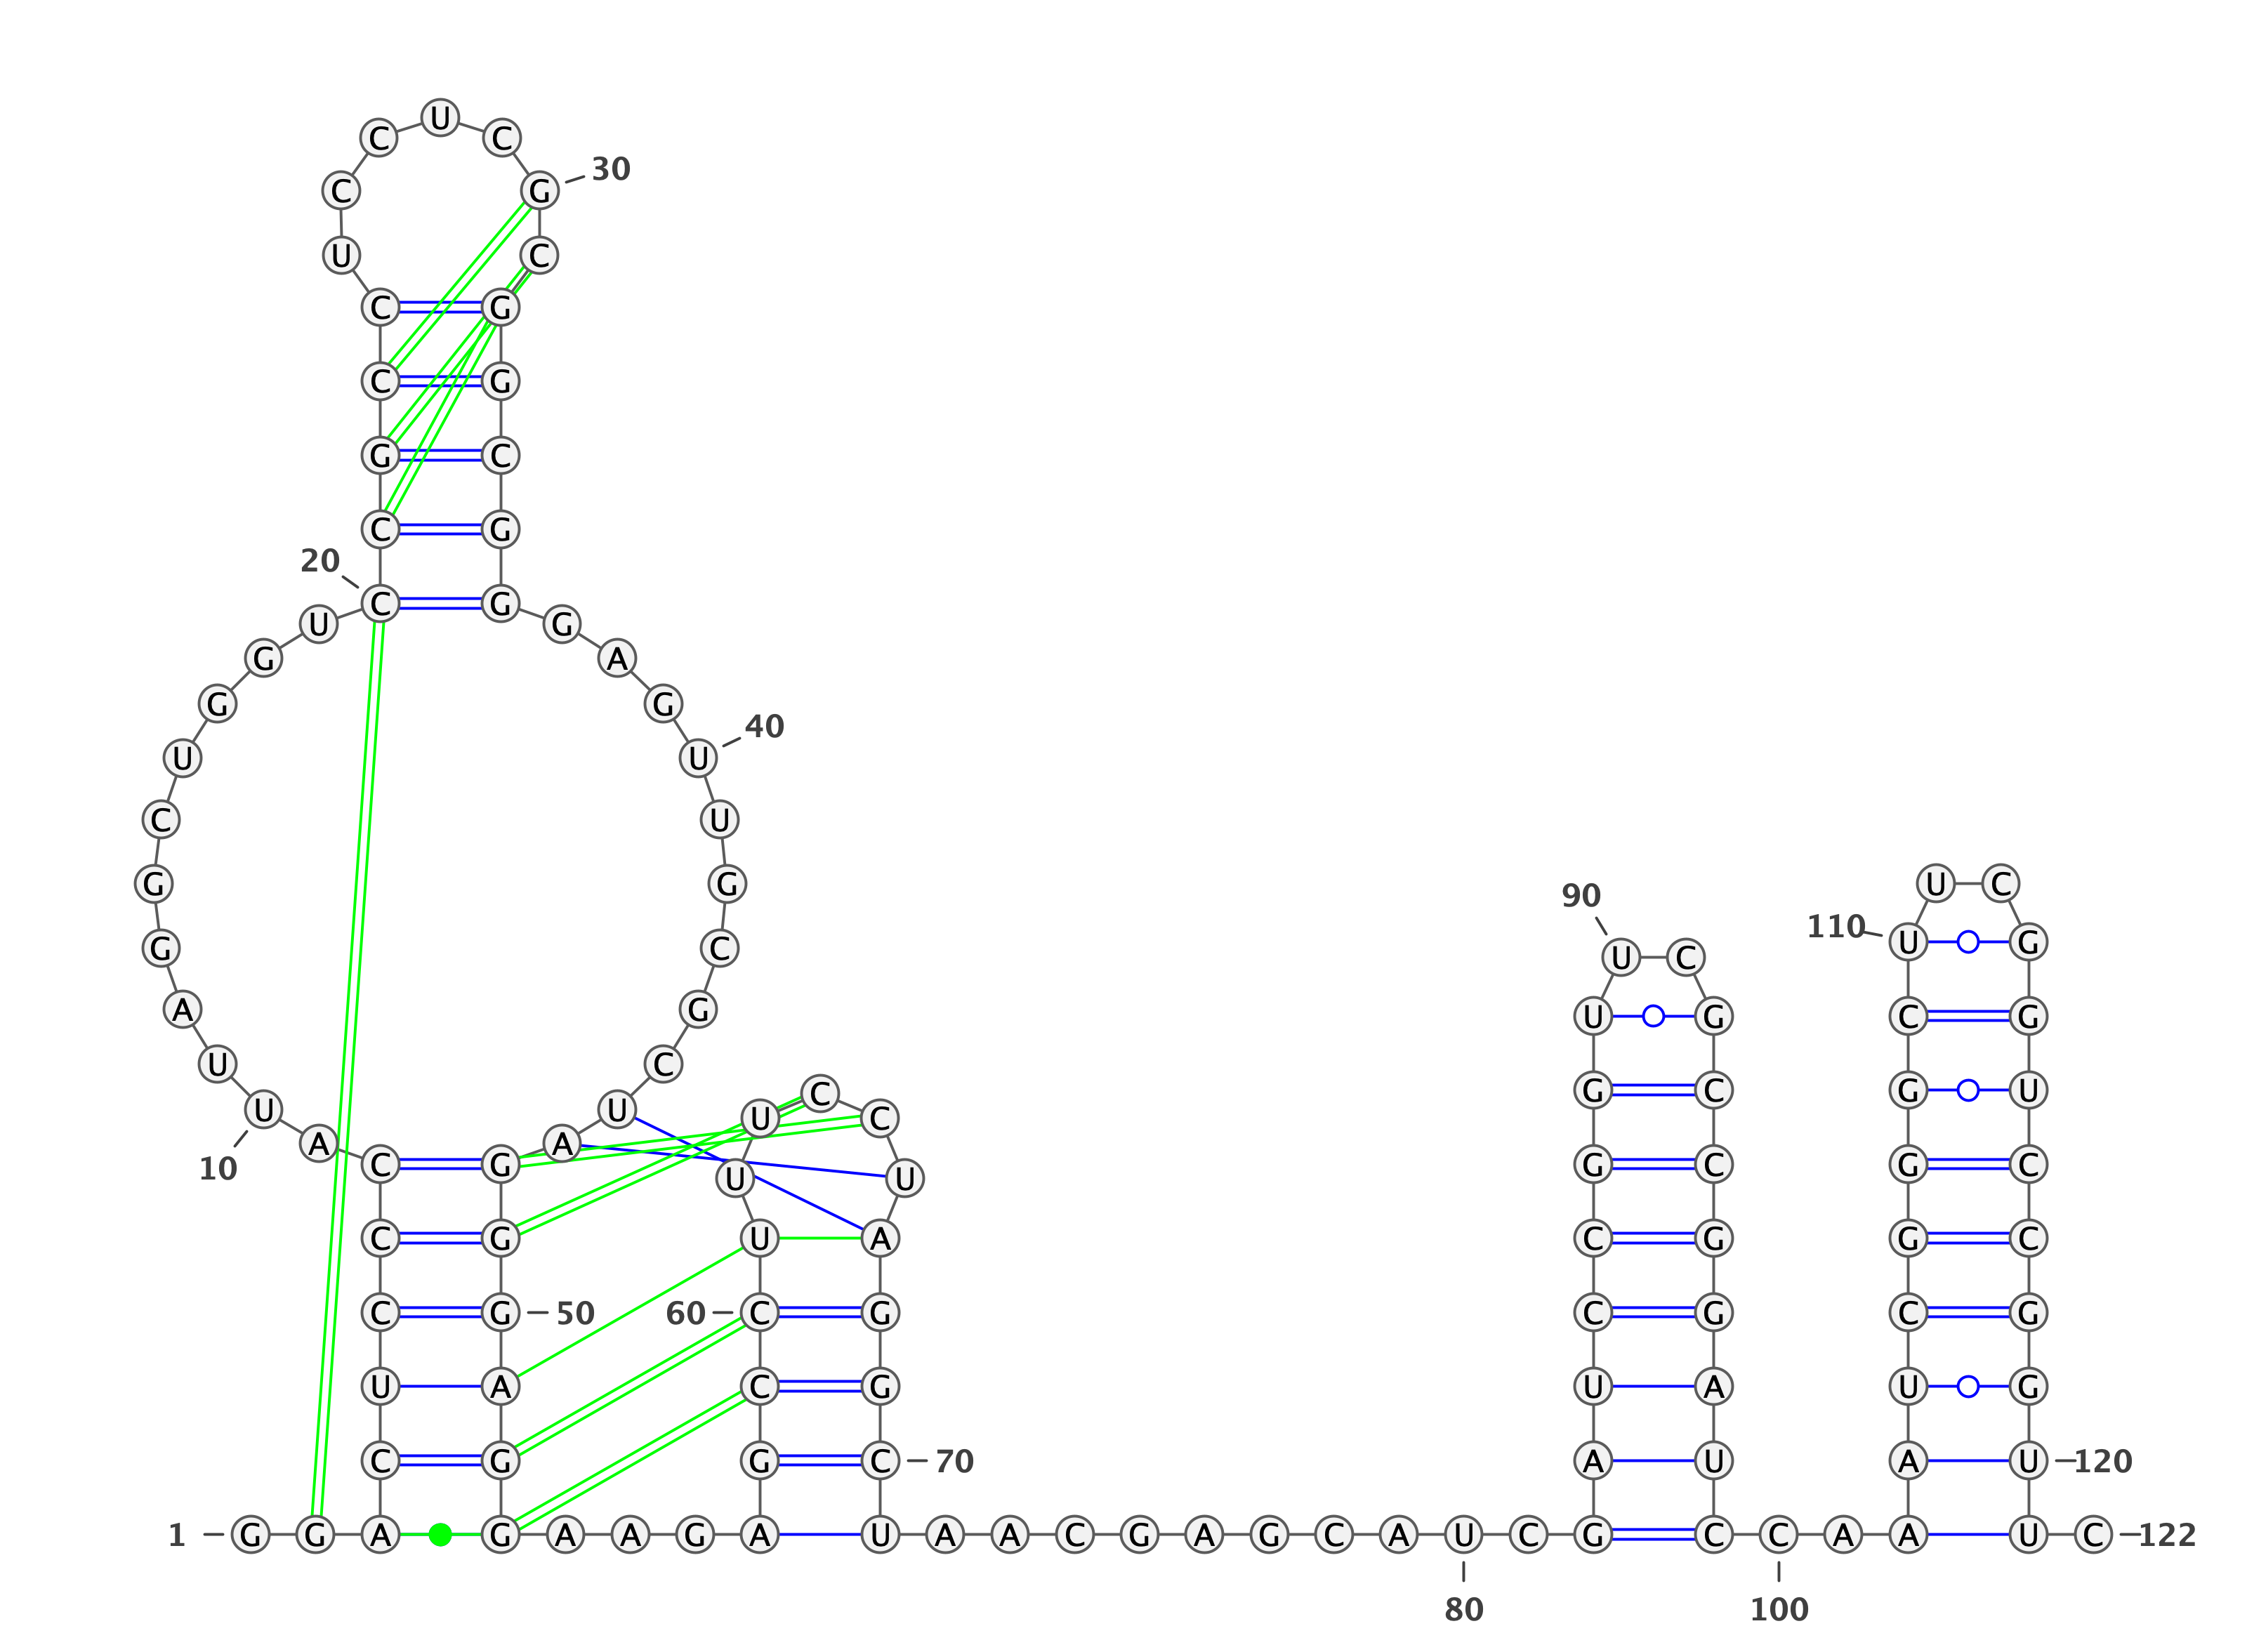 U
C C
30
C G
U C
C G
C G
G C
C G
20
C G
U G
G A
G G
40
U U
C U
G G U C
90
110
U G
G C U C
A G U G C G
U C
G C G U
C
U U
U C
A A
C G G C G C
10
U U
C G U A C G G C
C G 50 60 C G C G C G
U A C G U A U G
C G G C 70 A U A U 120
1 G G A G A A G A U A A C G A G C A U C G C C A A U C 122
80 100